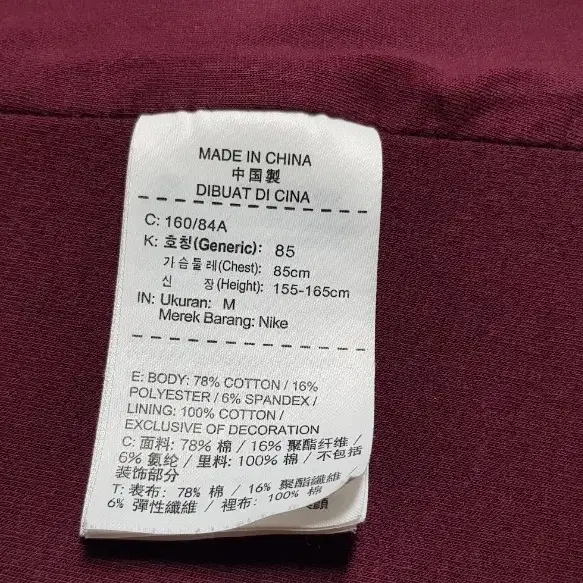 MADE IN CHINA
中国製
DIBUAT DI CINA
C: 160/84A
K: 호칭(Generic): 85
가슴둘레(Chest): 85cm
신 장(Height): 155-165cm
IN: Ukuran: M
Merek Barang: Nike
E: BODY: 78% COTTON / 16%
POLYESTER / 6% SPANDEX /
LINING: 100% COTTON /
EXCLUSIVE OF DECORATION
C: 面料: 78% 棉 / 16% 聚酯纤维 /
6% 氨纶 / 里料: 100% 棉 / 不包括
装饰部分
T: 表布: 78% 棉 / 16% 聚酯纖維 /
6% 彈性纖維 / 裡布: 100% 棉